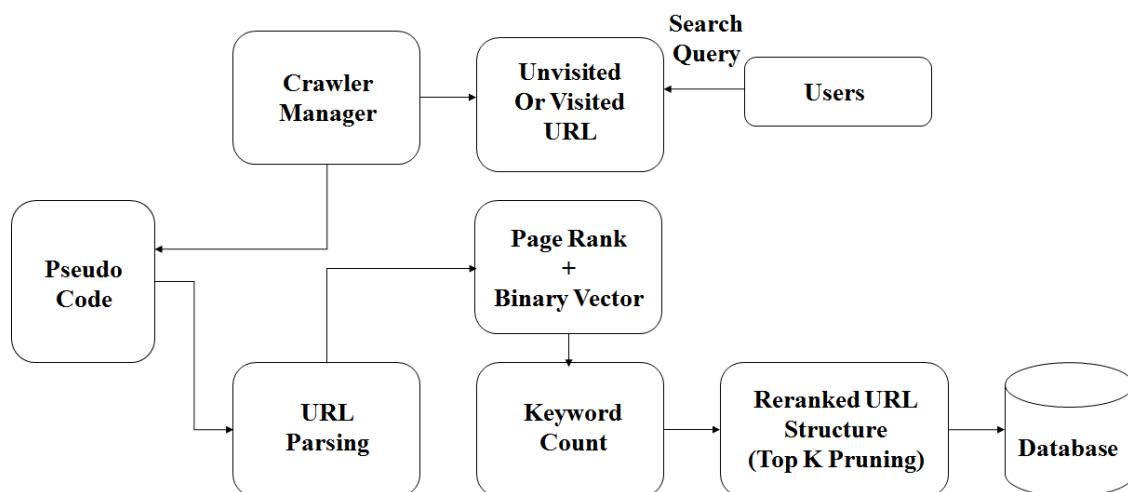 Search
Query
Crawler
Manager
Unvisited
Or Visited
URL
Users
Pseudo
Code
Page Rank
+
Binary Vector
URL
Parsing
Keyword
Count
Reranked URL
Structure
(Top K Pruning)
Database